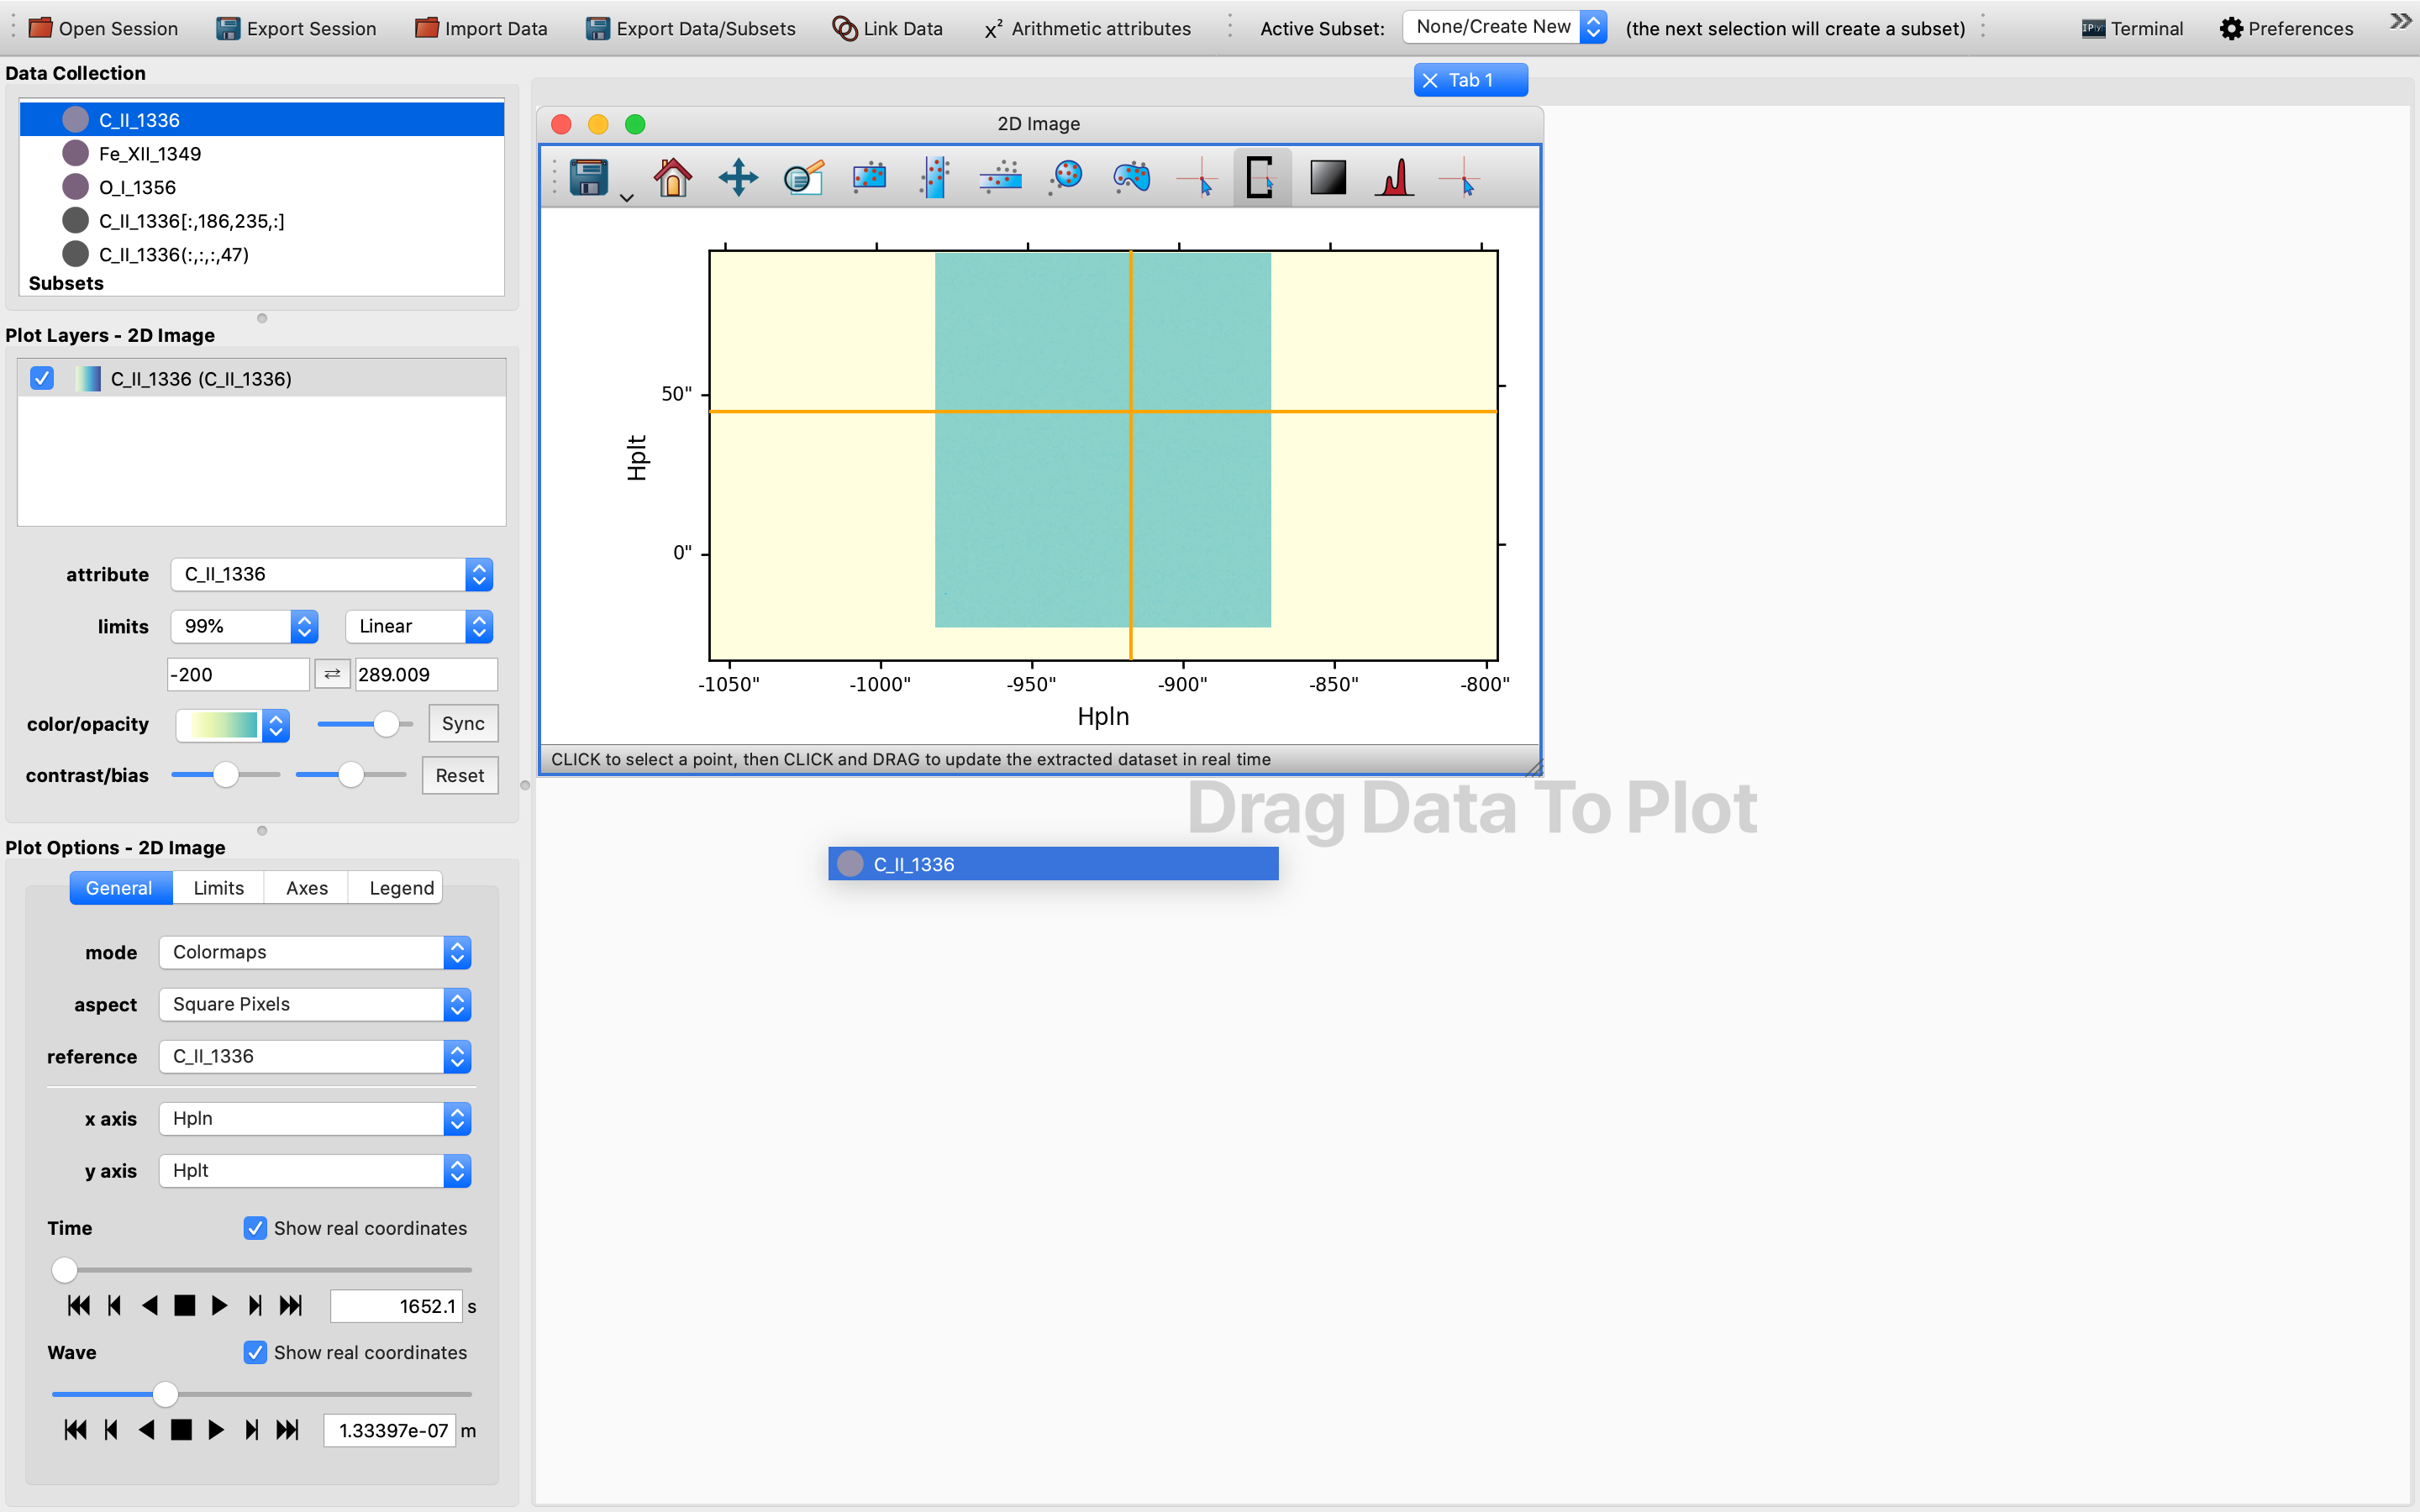 Open Session Export Session Import Data Export Data/Subsets Link Data x² Arithmetic attributes Active Subset: None/Create New (the next selection will create a subset) IP[y]: Terminal Preferences
Data Collection
C_II_1336
Fe_XII_1349
O_I_1356
C_II_1336[:,186,235,:]
C_II_1336(:,:,:,47)
Subsets
Plot Layers - 2D Image
C_II_1336 (C_II_1336)
attribute C_II_1336
limits 99% Linear
-200 289.009
color/opacity Sync
contrast/bias Reset
Plot Options - 2D Image
General Limits Axes Legend
mode Colormaps
aspect Square Pixels
reference C_II_1336
x axis Hpln
y axis Hplt
Time Show real coordinates
1652.1 s
Wave Show real coordinates
1.33397e-07 m
Tab 1
2D Image
50"
0"
Hplt
-1050" -1000" -950" -900" -850" -800"
Hpln
CLICK to select a point, then CLICK and DRAG to update the extracted dataset in real time
Drag Data To Plot
C_II_1336